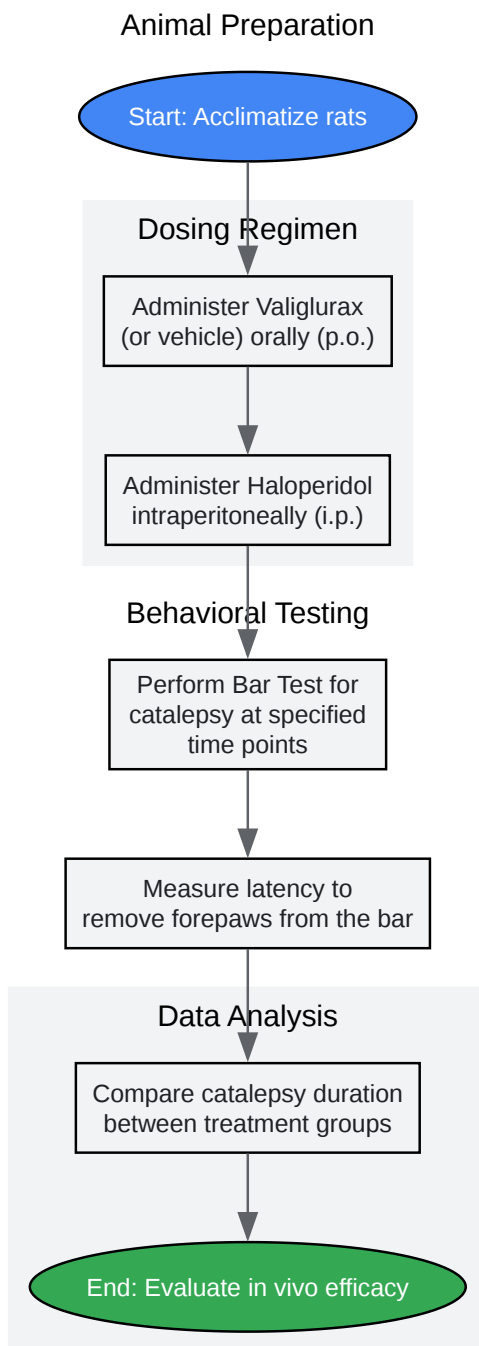 Animal Preparation
Start: Acclimatize rats
Dosing Regimen
Administer Valiglurax
(or vehicle) orally (p.o.)
Administer Haloperidol
intraperitoneally (i.p.)
Behavioral Testing
Perform Bar Test for
catalepsy at specified
time points
Measure latency to
remove forepaws from the bar
Data Analysis
Compare catalepsy duration
between treatment groups
End: Evaluate in vivo efficacy